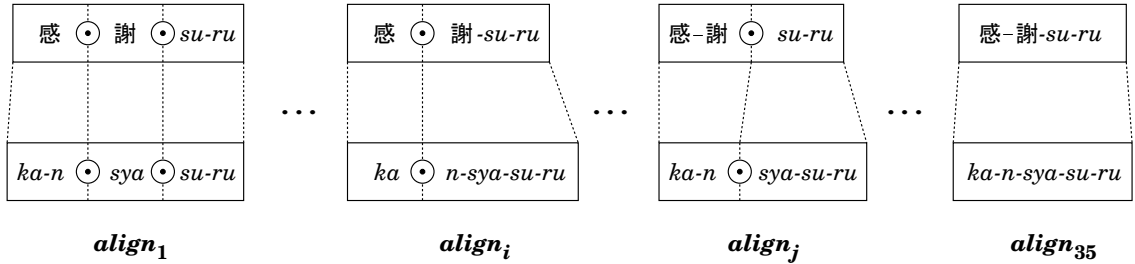 感 ⊙ 謝 ⊙ su-ru
感 ⊙ 謝-su-ru
感-謝 ⊙ su-ru
感-謝-su-ru
... ... ...
ka-n ⊙ sya ⊙ su-ru
ka ⊙ n-sya-su-ru
ka-n ⊙ sya-su-ru
ka-n-sya-su-ru
align₁
alignᵢ
alignⱼ
align₃₅